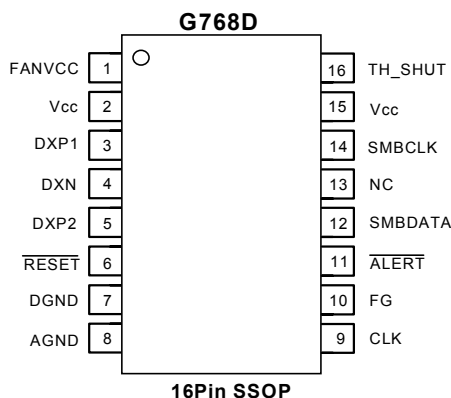 G768D
FANVCC 1 16 TH_SHUT
Vcc 2 15 Vcc
DXP1 3 14 SMBCLK
DXN 4 13 NC
DXP2 5 12 SMBDATA
RESET 6 11 ALERT
DGND 7 10 FG
AGND 8 9 CLK
16Pin SSOP